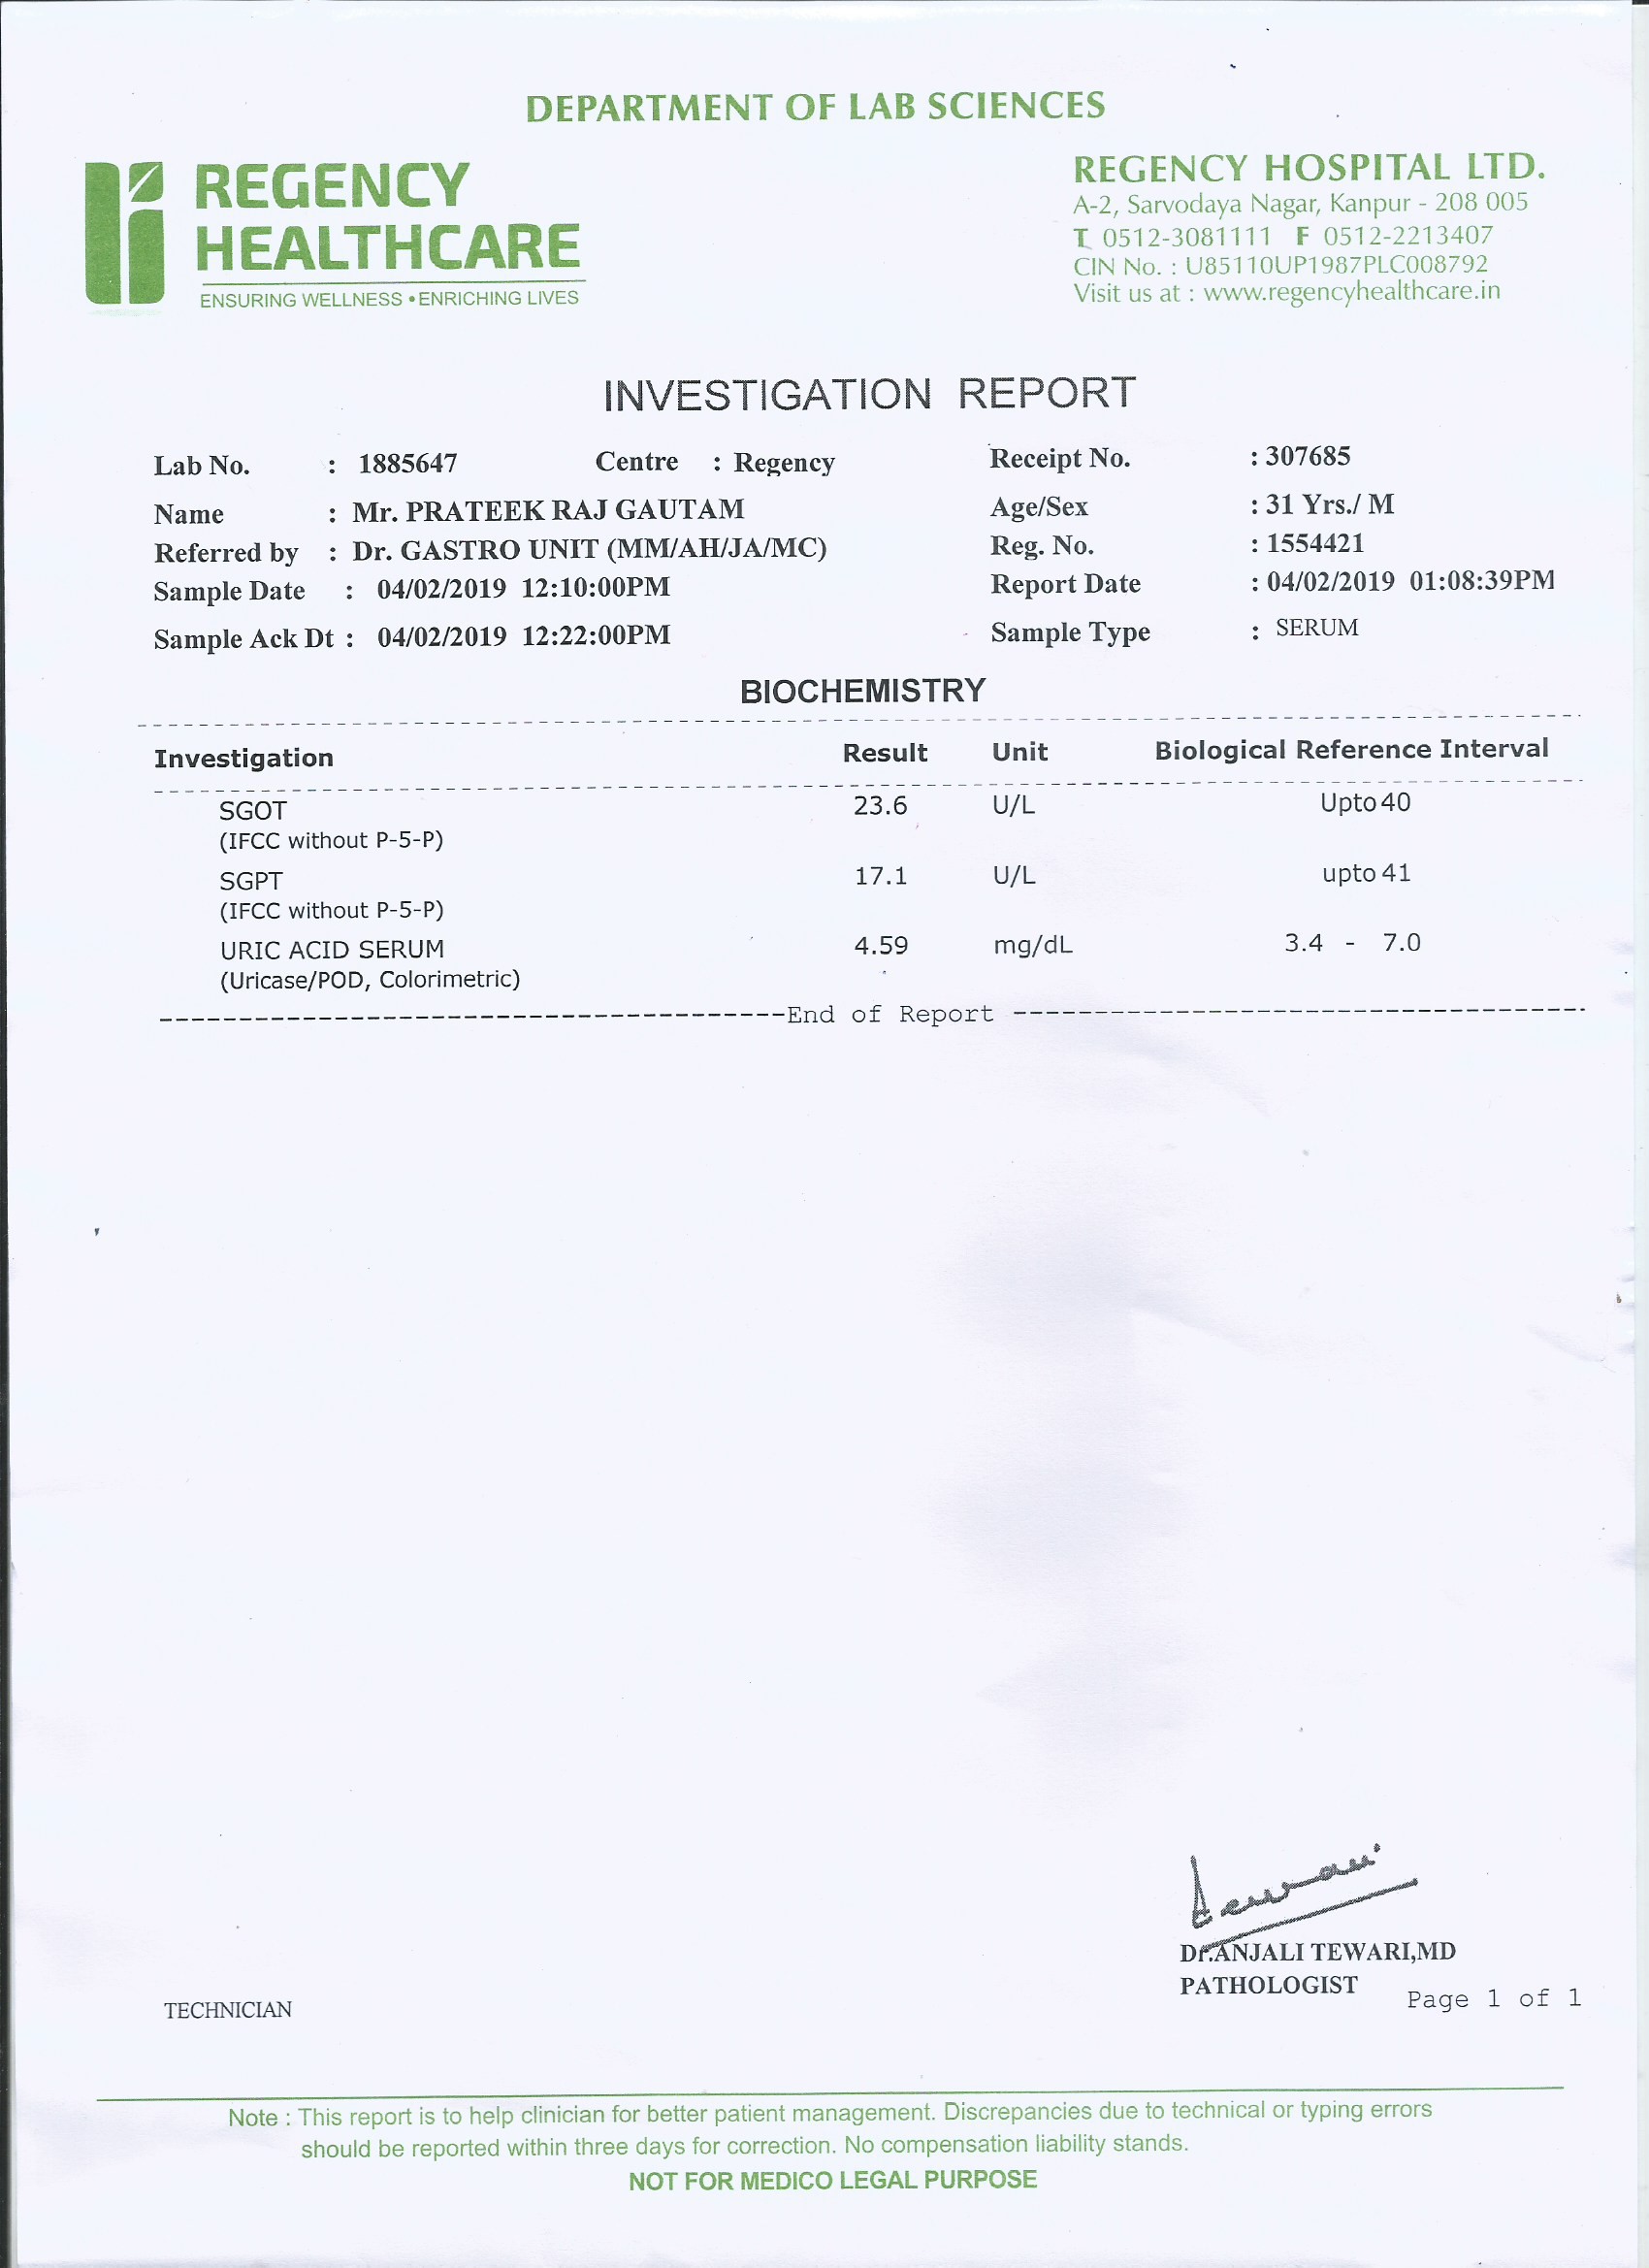 DEPARTMENT OF LAB SCIENCES
REGENCY
HEALTHCARE
ENSURING WELLNESS • ENRICHING LIVES
REGENCY HOSPITAL LTD.
A-2, Sarvodaya Nagar, Kanpur - 208 005
T 0512-3081111 F 0512-2213407
CIN No. : U85110UP1987PLC008792
Visit us at : www.regencyhealthcare.in
INVESTIGATION REPORT
Lab No. : 1885647 Centre : Regency Receipt No. : 307685
Name : Mr. PRATEEK RAJ GAUTAM Age/Sex : 31 Yrs./ M
Referred by : Dr. GASTRO UNIT (MM/AH/JA/MC) Reg. No. : 1554421
Sample Date : 04/02/2019 12:10:00PM Report Date : 04/02/2019 01:08:39PM
Sample Ack Dt : 04/02/2019 12:22:00PM Sample Type : SERUM
BIOCHEMISTRY
Investigation Result Unit Biological Reference Interval
SGOT 23.6 U/L Upto 40
(IFCC without P-5-P)
SGPT 17.1 U/L upto 41
(IFCC without P-5-P)
URIC ACID SERUM 4.59 mg/dL 3.4 - 7.0
(Uricase/POD, Colorimetric)
End of Report
Tewari
Dr.ANJALI TEWARI,MD
PATHOLOGIST
Page 1 of 1
TECHNICIAN
Note : This report is to help clinician for better patient management. Discrepancies due to technical or typing errors
should be reported within three days for correction. No compensation liability stands.
NOT FOR MEDICO LEGAL PURPOSE